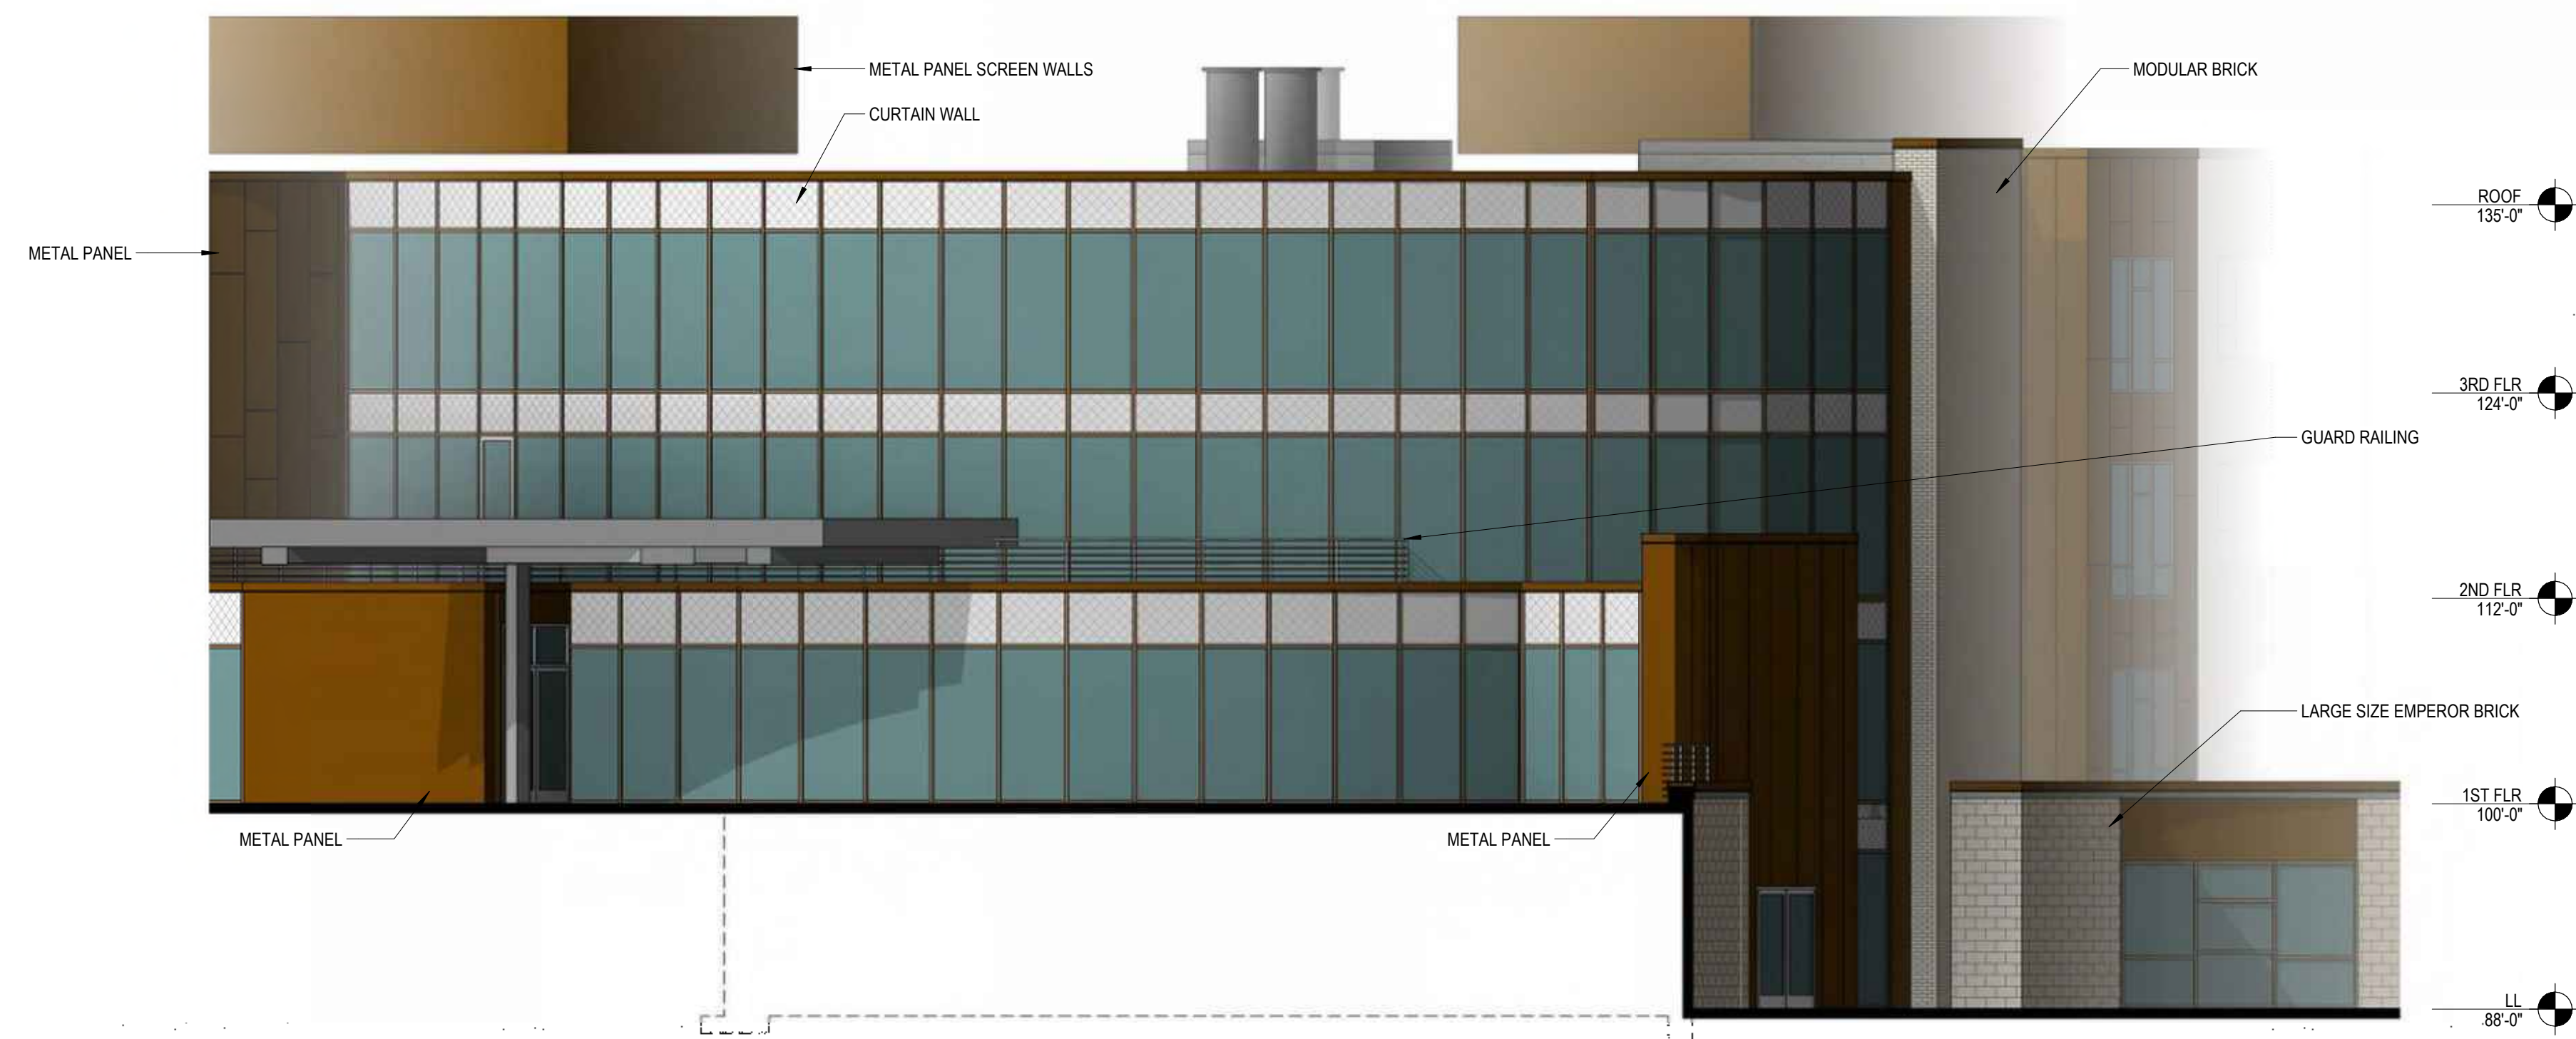 METAL PANEL SCREEN WALLS
MODULAR BRICK
CURTAIN WALL
ROOF
135'-0"
METAL PANEL
3RD FLR
124'-0"
GUARD RAILING
2ND FLR
112'-0"
LARGE SIZE EMPEROR BRICK
1ST FLR
100'-0"
METAL PANEL
METAL PANEL
LL
88'-0"